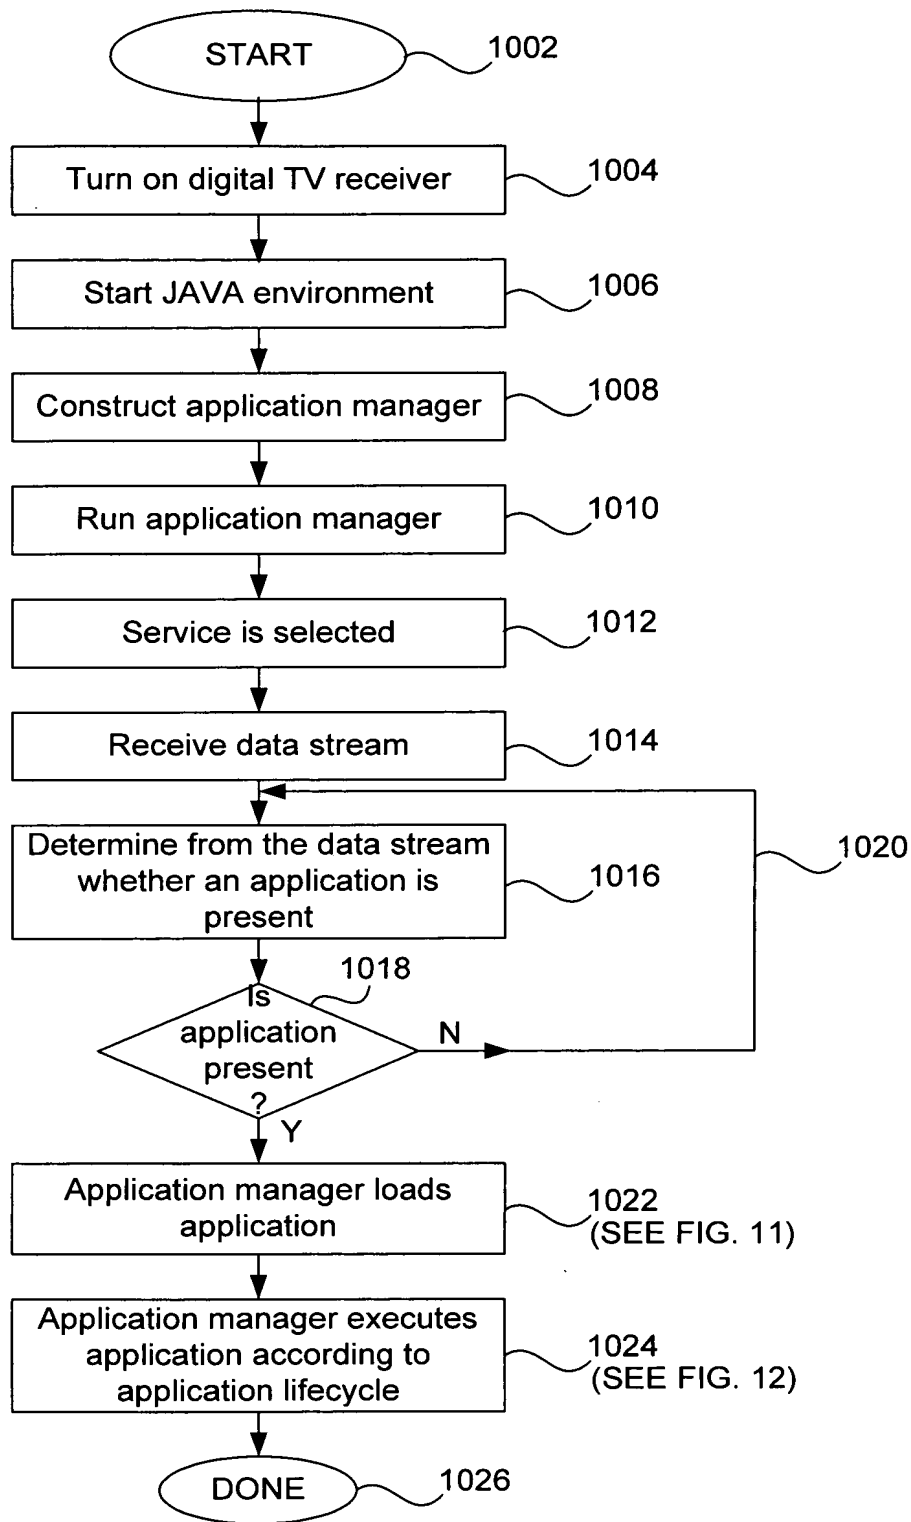 START
1002
Turn on digital TV receiver
1004
Start JAVA environment
1006
Construct application manager
1008
Run application manager
1010
Service is selected
1012
Receive data stream
1014
Determine from the data stream
whether an application is
present
1016
1020
1018
Is
application
present
?
N
Y
Application manager loads
application
1022
(SEE FIG. 11)
Application manager executes
application according to
application lifecycle
1024
(SEE FIG. 12)
DONE
1026